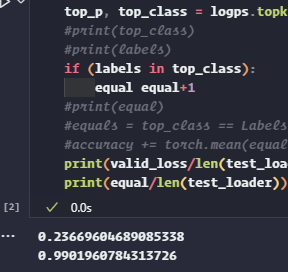 top_p, top_class = logps.topk
#print(top_class)
#print(labels)
if (labels in top_class):
equal equal+1
#print(equal)
#equals = top_class == Labels
#accuracy += torch.mean(equal
print(valid_loss/len(test_loa
print(equal/len(test_loader))
[2] 0.0s
0.23669604689085338
0.9901960784313726